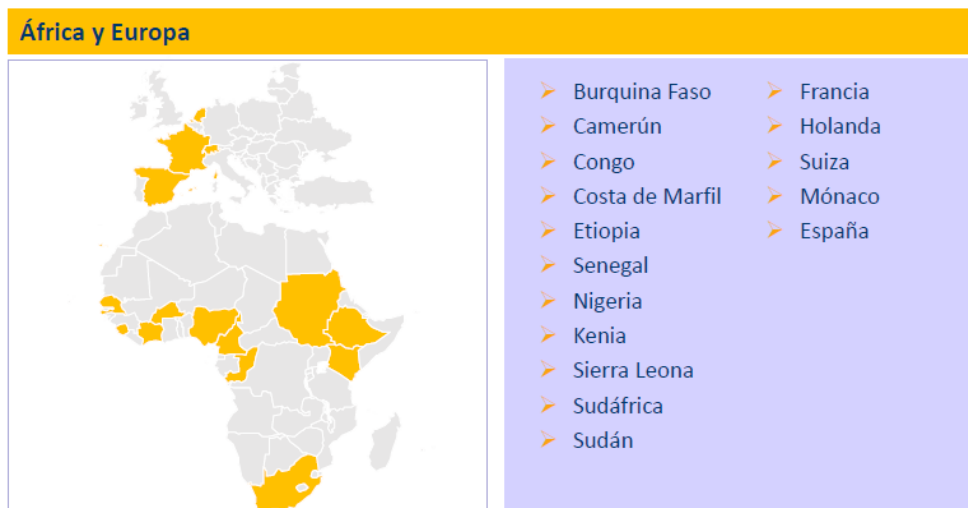 África y Europa
Burquina Faso
Camerún
Congo
Costa de Marfil
Etiopia
Senegal
Nigeria
Kenia
Sierra Leona
Sudáfrica
Sudán
Francia
Holanda
Suiza
Mónaco
España